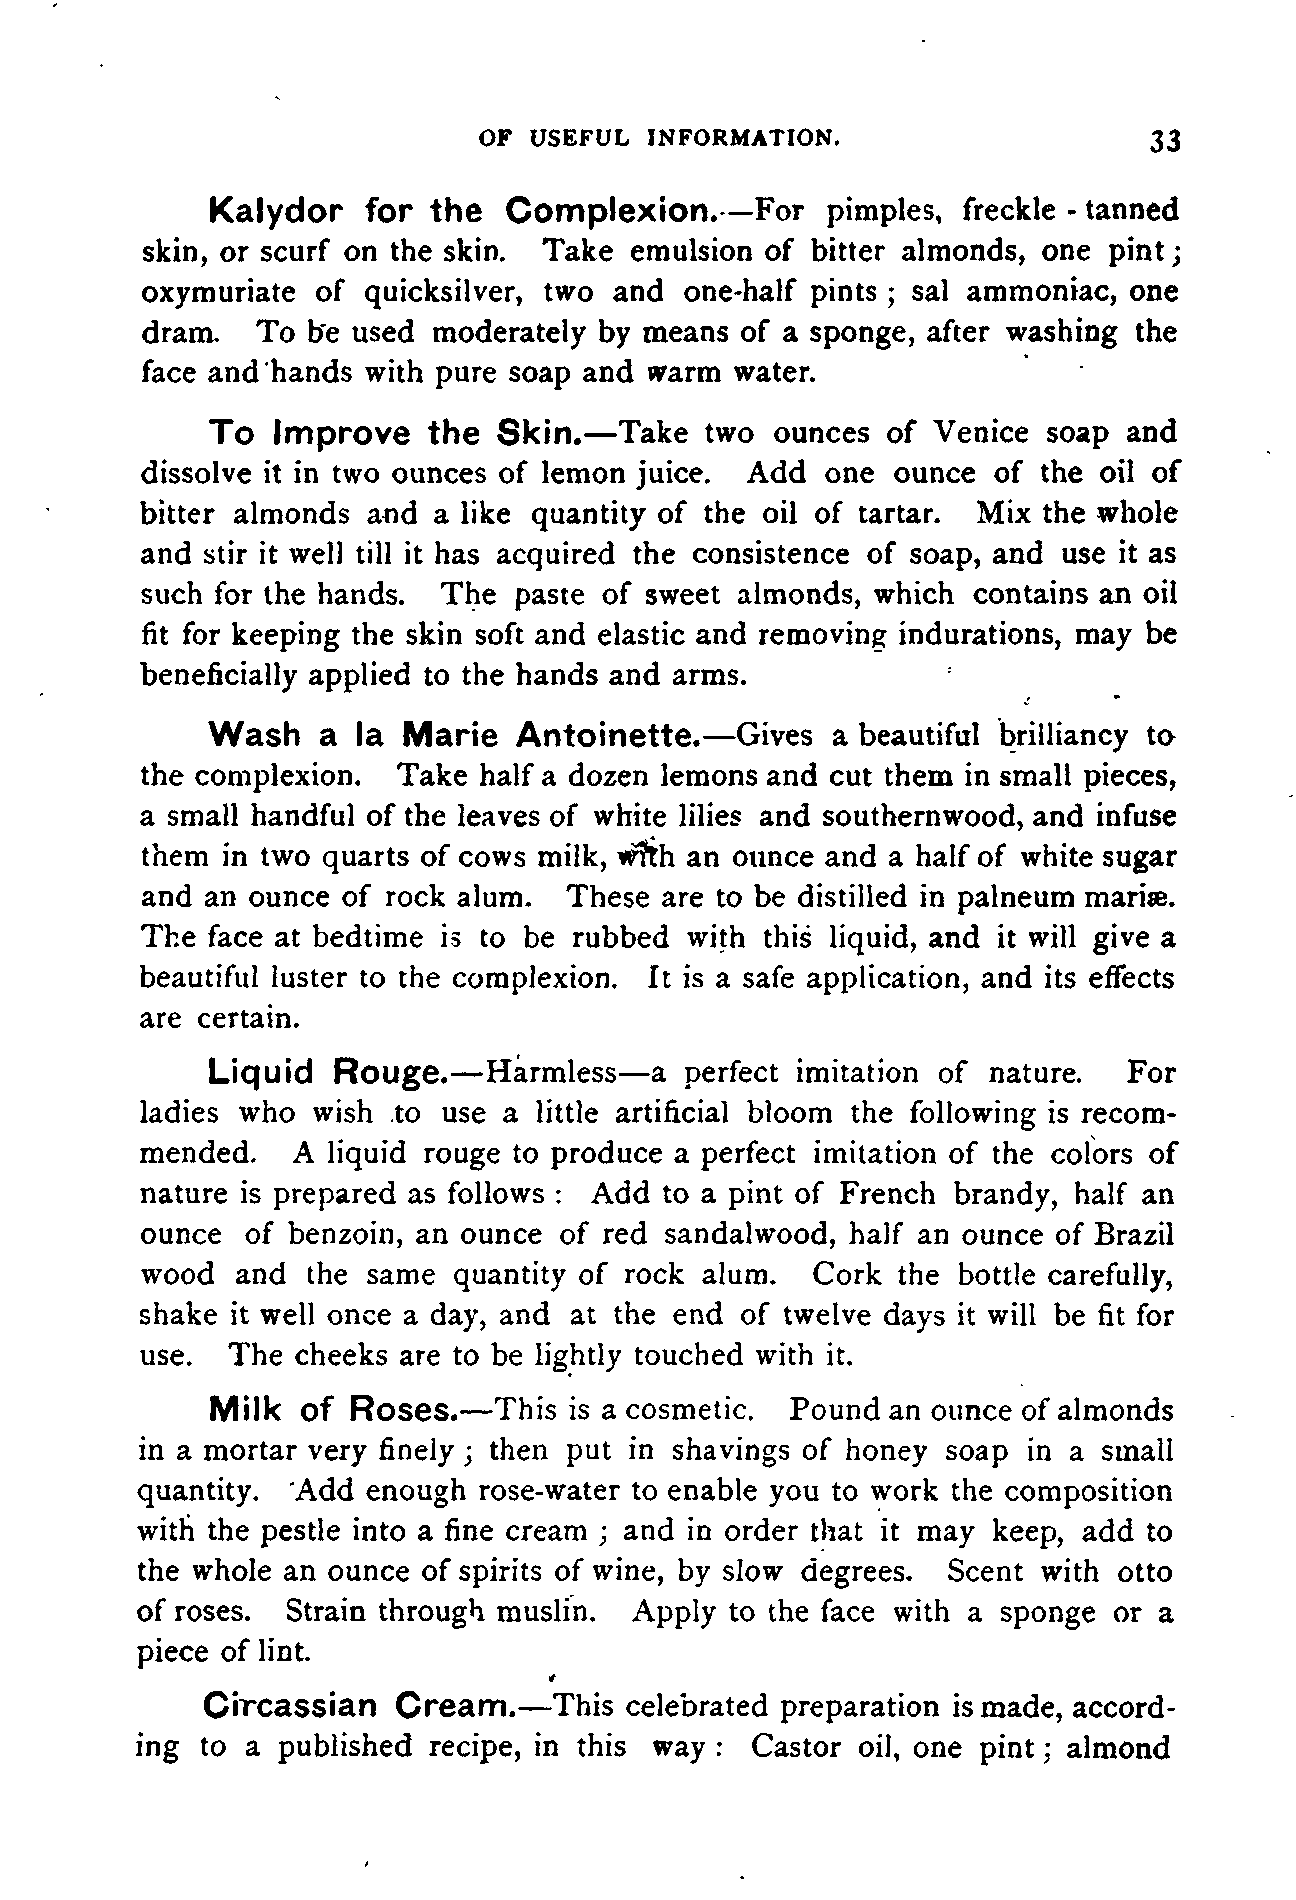 OF USEFUL INFORMATION. 33
Kalydor for the Complexion.—For pimples, freckle-tanned
skin, or scurf on the skin. Take emulsion of bitter almonds, one pint;
oxymuriate of quicksilver, two and one-half pints; sal ammoniac, one
dram. To be used moderately by means of a sponge, after washing the
face and hands with pure soap and warm water.
To Improve the Skin.—Take two ounces of Venice soap and
dissolve it in two ounces of lemon juice. Add one ounce of the oil of
bitter almonds and a like quantity of the oil of tartar. Mix the whole
and stir it well till it has acquired the consistence of soap, and use it as
such for the hands. The paste of sweet almonds, which contains an oil
fit for keeping the skin soft and elastic and removing indurations, may be
beneficially applied to the hands and arms.
Wash a la Marie Antoinette.—Gives a beautiful brilliancy to
the complexion. Take half a dozen lemons and cut them in small pieces,
a small handful of the leaves of white lilies and southernwood, and infuse
them in two quarts of cows milk, with an ounce and a half of white sugar
and an ounce of rock alum. These are to be distilled in palneum mariæ.
The face at bedtime is to be rubbed with this liquid, and it will give a
beautiful luster to the complexion. It is a safe application, and its effects
are certain.
Liquid Rouge.—Harmless—a perfect imitation of nature. For
ladies who wish to use a little artificial bloom the following is recom-
mended. A liquid rouge to produce a perfect imitation of the colors of
nature is prepared as follows: Add to a pint of French brandy, half an
ounce of benzoin, an ounce of red sandalwood, half an ounce of Brazil
wood and the same quantity of rock alum. Cork the bottle carefully,
shake it well once a day, and at the end of twelve days it will be fit for
use. The cheeks are to be lightly touched with it.
Milk of Roses.—This is a cosmetic. Pound an ounce of almonds
in a mortar very finely; then put in shavings of honey soap in a small
quantity. Add enough rose-water to enable you to work the composition
with the pestle into a fine cream; and in order that it may keep, add to
the whole an ounce of spirits of wine, by slow degrees. Scent with otto
of roses. Strain through muslin. Apply to the face with a sponge or a
piece of lint.
Circassian Cream.—This celebrated preparation is made, accord-
ing to a published recipe, in this way: Castor oil, one pint; almond